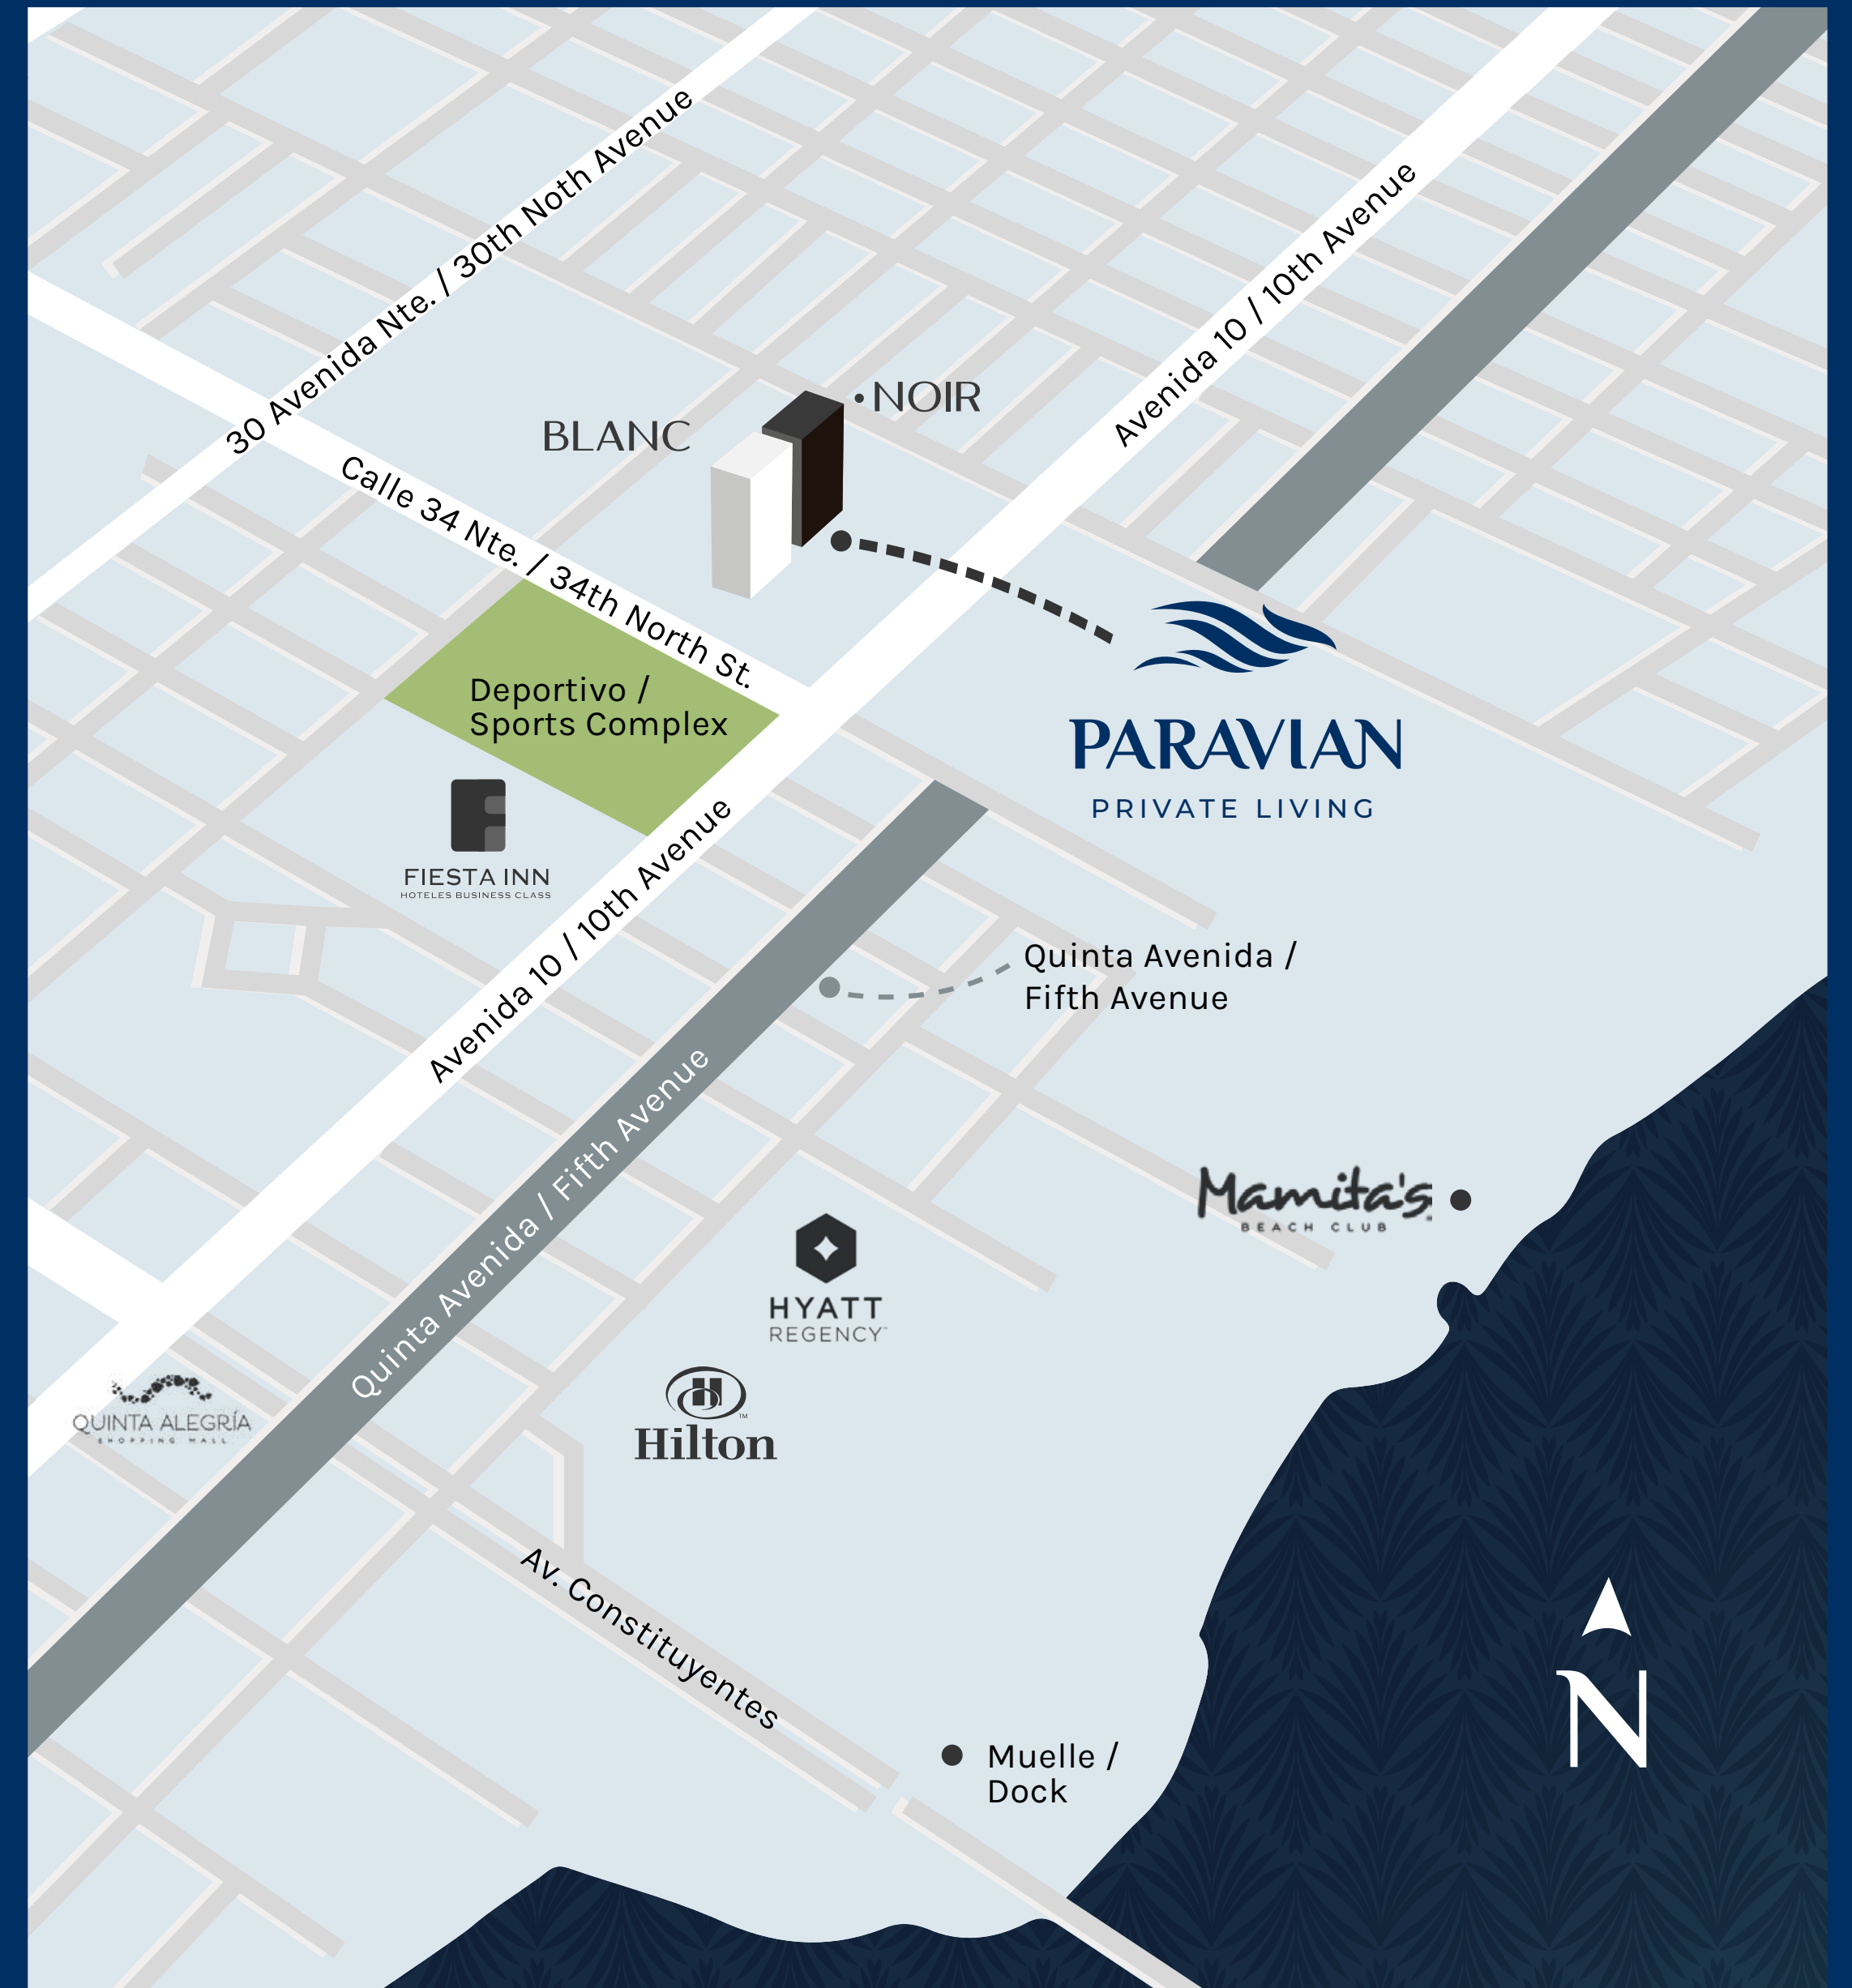 30 Avenida Nte. / 30th Noth Avenue
Avenida 10 / 10th Avenue
• NOIR
BLANC
Calle 34 Nte. / 34th North St.
Deportivo /
Sports Complex
PARAVIAN
PRIVATE LIVING
FIESTA INN
HOTELES BUSINESS CLASS
Avenida 10 / 10th Avenue
Quinta Avenida /
Fifth Avenue
Quinta Avenida / Fifth Avenue
Mamita's
BEACH CLUB
HYATT
REGENCY™
QUINTA ALEGRÍA
SHOPPING MALL
H
Hilton
™
Av. Constituyentes
Muelle /
Dock
N